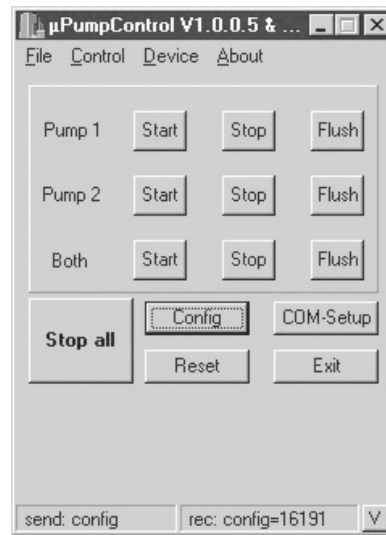 µPumpControl V1.0.0.5 & ...
File Control Device About
Pump 1 Start Stop Flush
Pump 2 Start Stop Flush
Both Start Stop Flush
Stop all Config COM-Setup
Reset Exit
send: config rec: config=16191 V